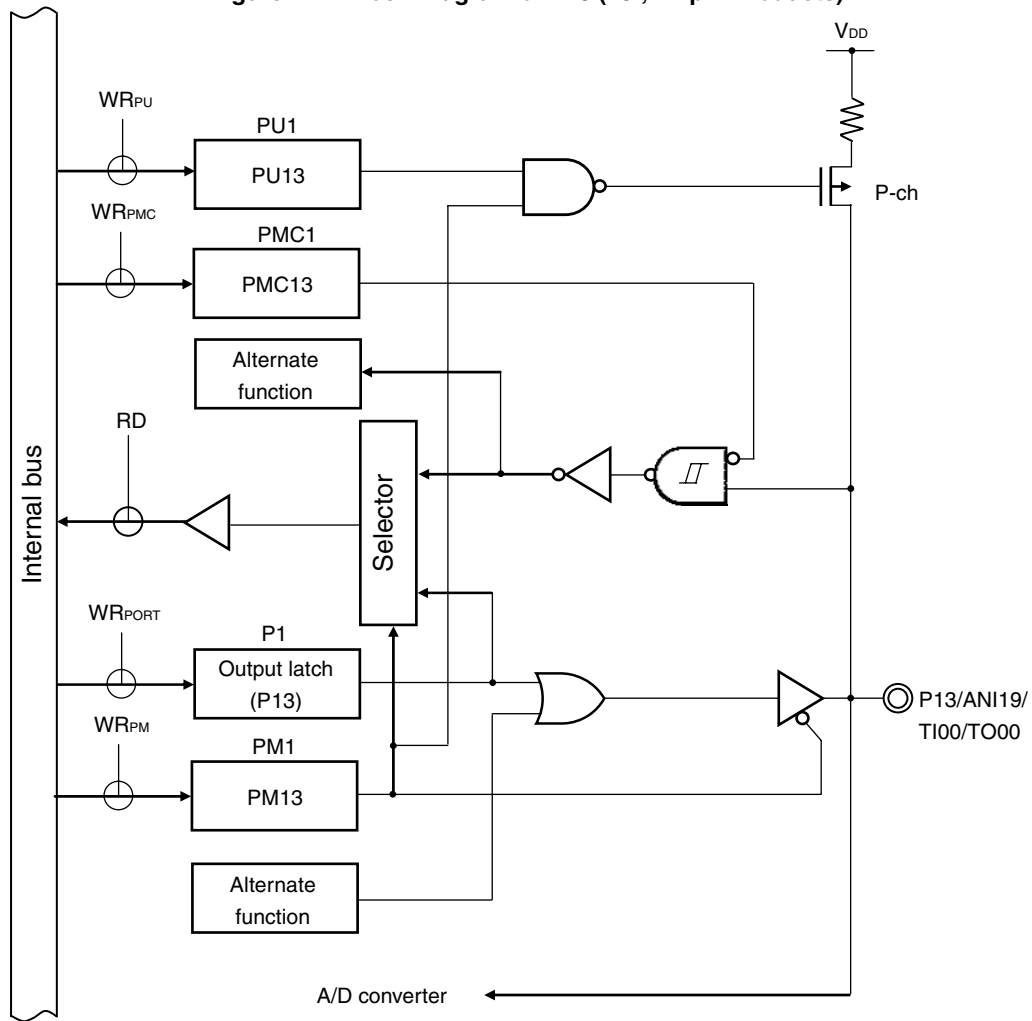 VDD
WRPU
PU1
PU13
P-ch
WRPMC
PMC1
PMC13
Alternate
function
RD
Selector
Internal bus
WRPORT
P1
Output latch
(P13)
P13/ANI19/
TI00/TO00
WRPM
PM1
PM13
Alternate
function
A/D converter